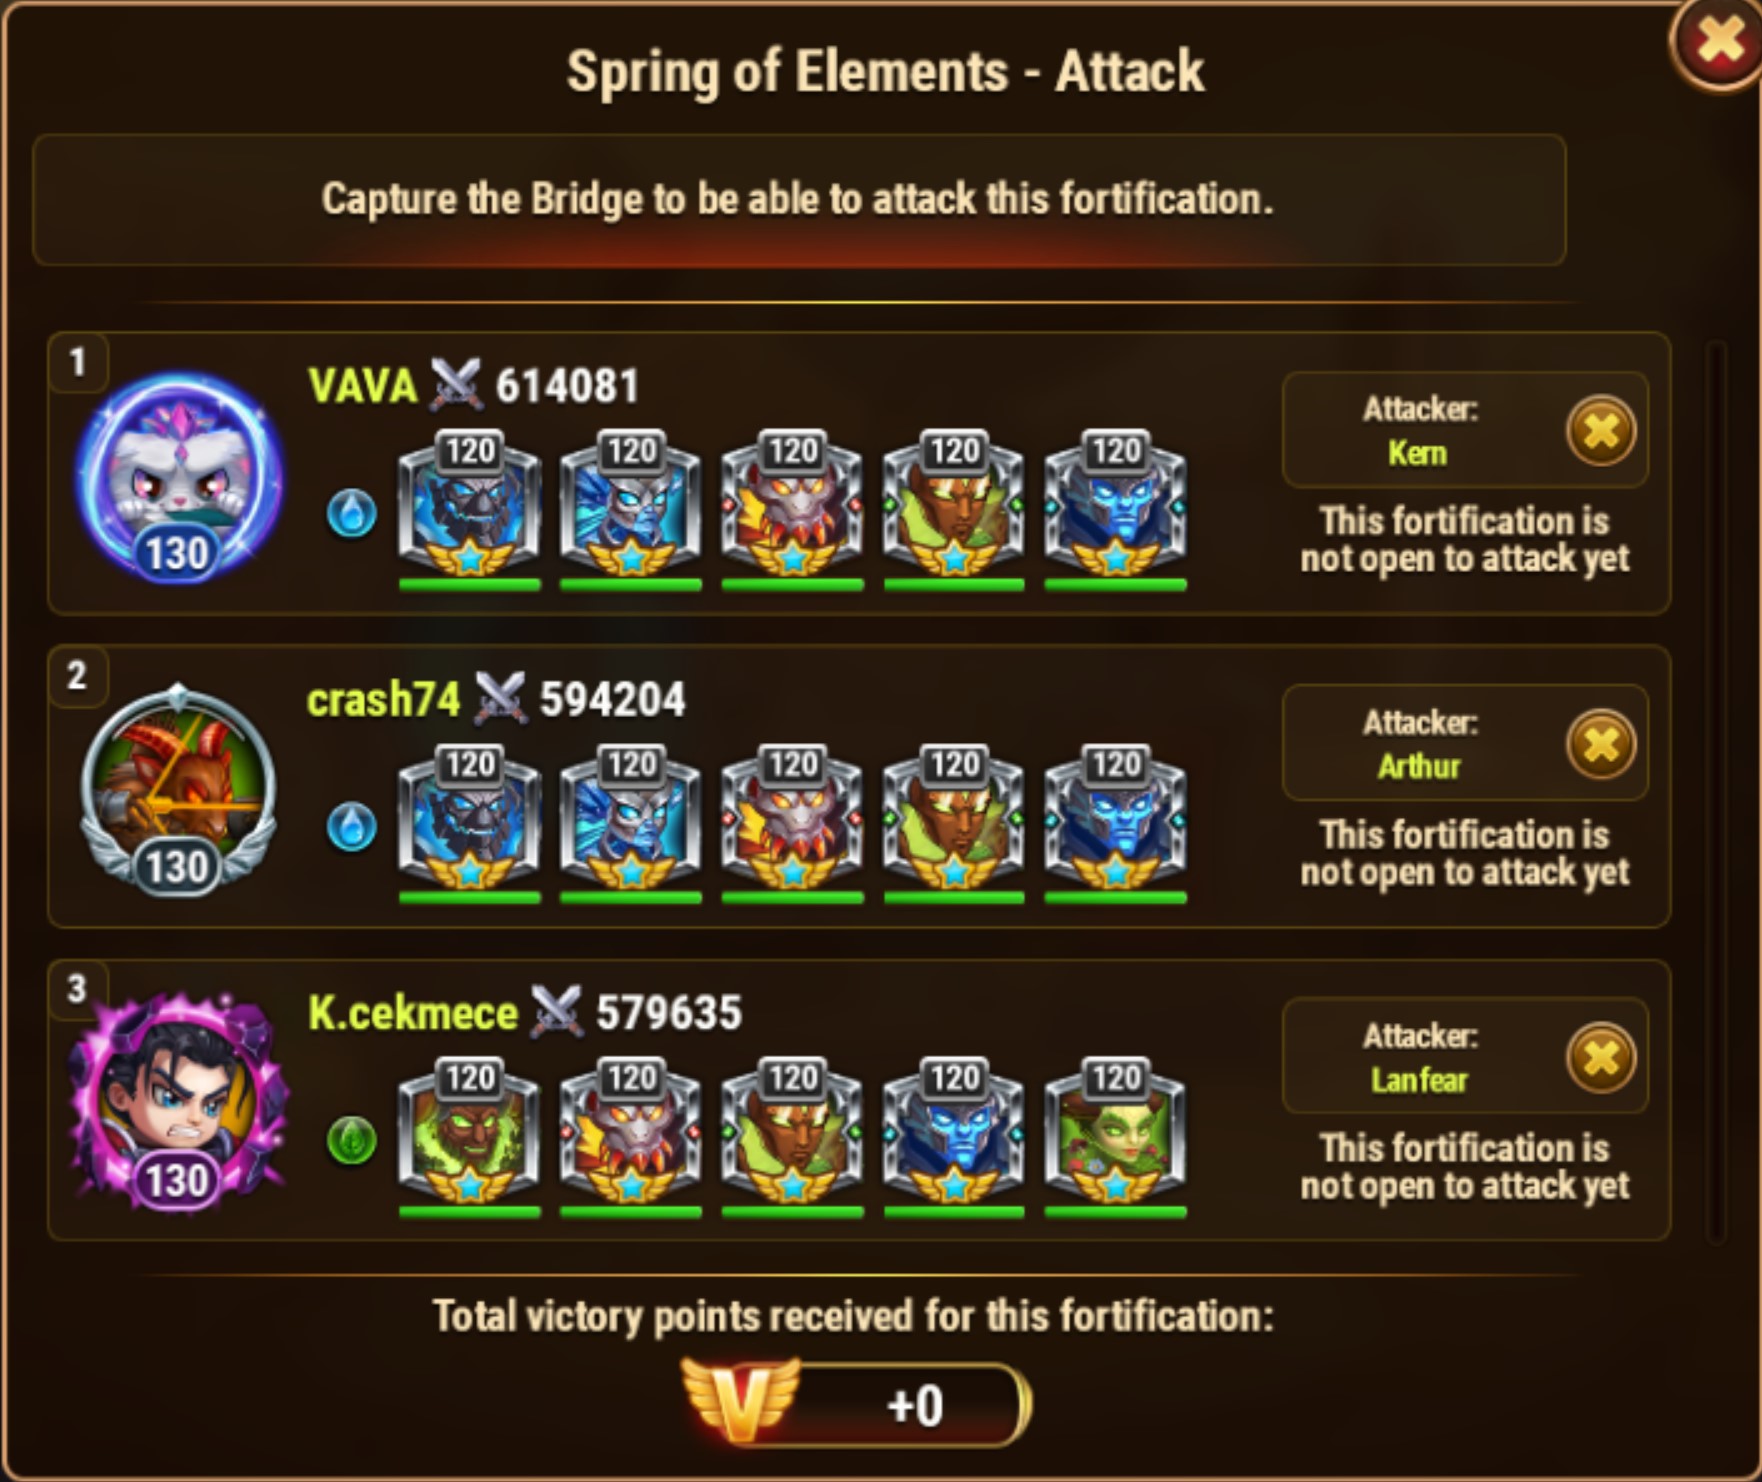 Spring of Elements - Attack
Capture the Bridge to be able to attack this fortification.
1
VAVA 614081
120 120 120 120 120
130
Attacker:
Kern
This fortification is
not open to attack yet
2
crash74 594204
120 120 120 120 120
130
Attacker:
Arthur
This fortification is
not open to attack yet
3
K.cekmece 579635
120 120 120 120 120
130
Attacker:
Lanfear
This fortification is
not open to attack yet
Total victory points received for this fortification:
V +0